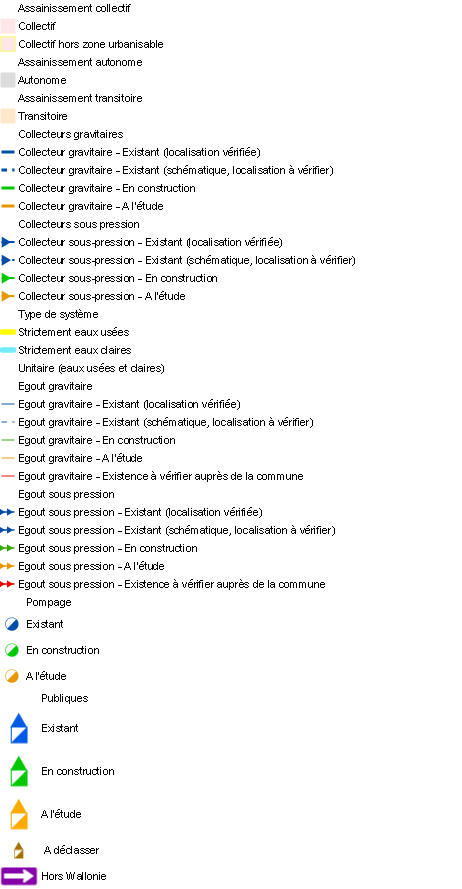 Assainissement collectif
Collectif
Collectif hors zone urbanisable
Assainissement autonome
Autonome
Assainissement transitoire
Transitoire
Collecteurs gravitaires
Collecteur gravitaire - Existant (localisation vérifiée)
Collecteur gravitaire - Existant (schématique, localisation à vérifier)
Collecteur gravitaire - En construction
Collecteur gravitaire - A l'étude
Collecteurs sous pression
Collecteur sous-pression - Existant (localisation vérifiée)
Collecteur sous-pression - Existant (schématique, localisation à vérifier)
Collecteur sous-pression - En construction
Collecteur sous-pression - A l'étude
Type de système
Strictement eaux usées
Strictement eaux claires
Unitaire (eaux usées et claires)
Egout gravitaire
Egout gravitaire - Existant (localisation vérifiée)
Egout gravitaire - Existant (schématique, localisation à vérifier)
Egout gravitaire - En construction
Egout gravitaire - A l'étude
Egout gravitaire - Existence à vérifier auprès de la commune
Egout sous pression
Egout sous pression - Existant (localisation vérifiée)
Egout sous pression - Existant (schématique, localisation à vérifier)
Egout sous pression - En construction
Egout sous pression - A l'étude
Egout sous pression - Existence à vérifier auprès de la commune
Pompage
Existant
En construction
A l'étude
Publiques
Existant
En construction
A l'étude
A déclasser
Hors Wallonie